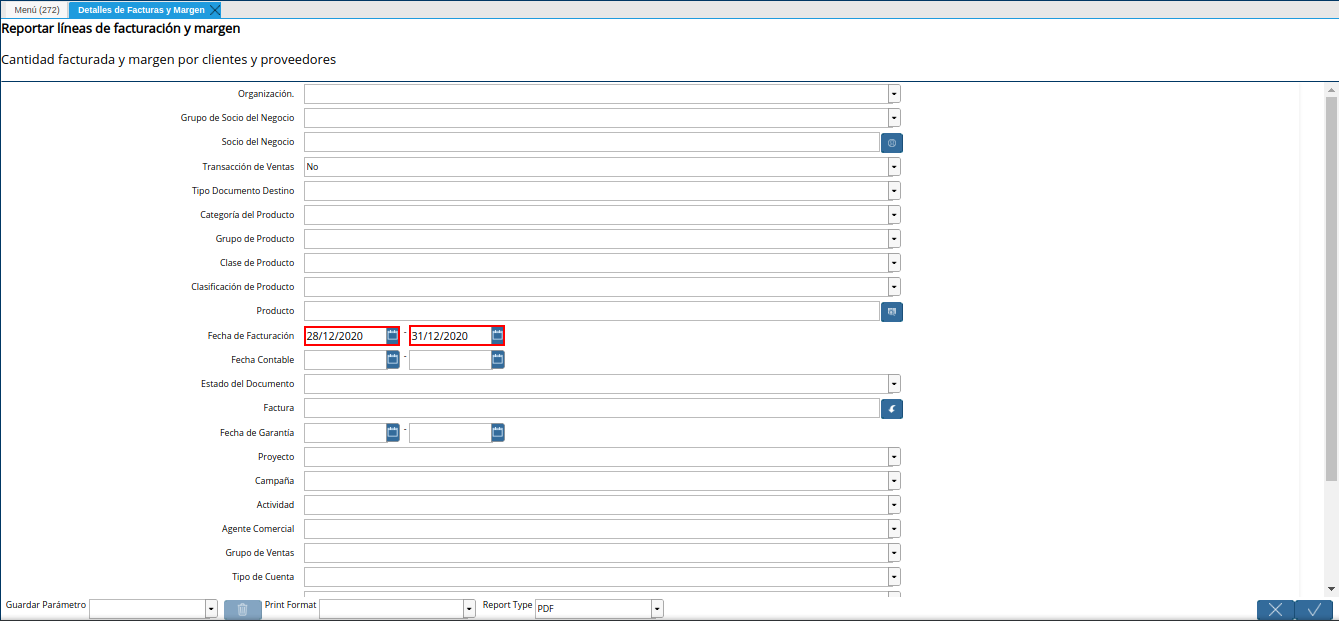 Menú (272)
Detalles de Facturas y Margen
Reportar líneas de facturación y margen
Cantidad facturada y margen por clientes y proveedores
Organización.
Grupo de Socio del Negocio
Socio del Negocio
Transacción de Ventas No
Tipo Documento Destino
Categoría del Producto
Grupo de Producto
Clase de Producto
Clasificación de Producto
Producto
Fecha de Facturación 28/12/2020 - 31/12/2020
Fecha Contable -
Estado del Documento
Factura
Fecha de Garantía -
Proyecto
Campaña
Actividad
Agente Comercial
Grupo de Ventas
Tipo de Cuenta
Guardar Parámetro Print Format Report Type PDF